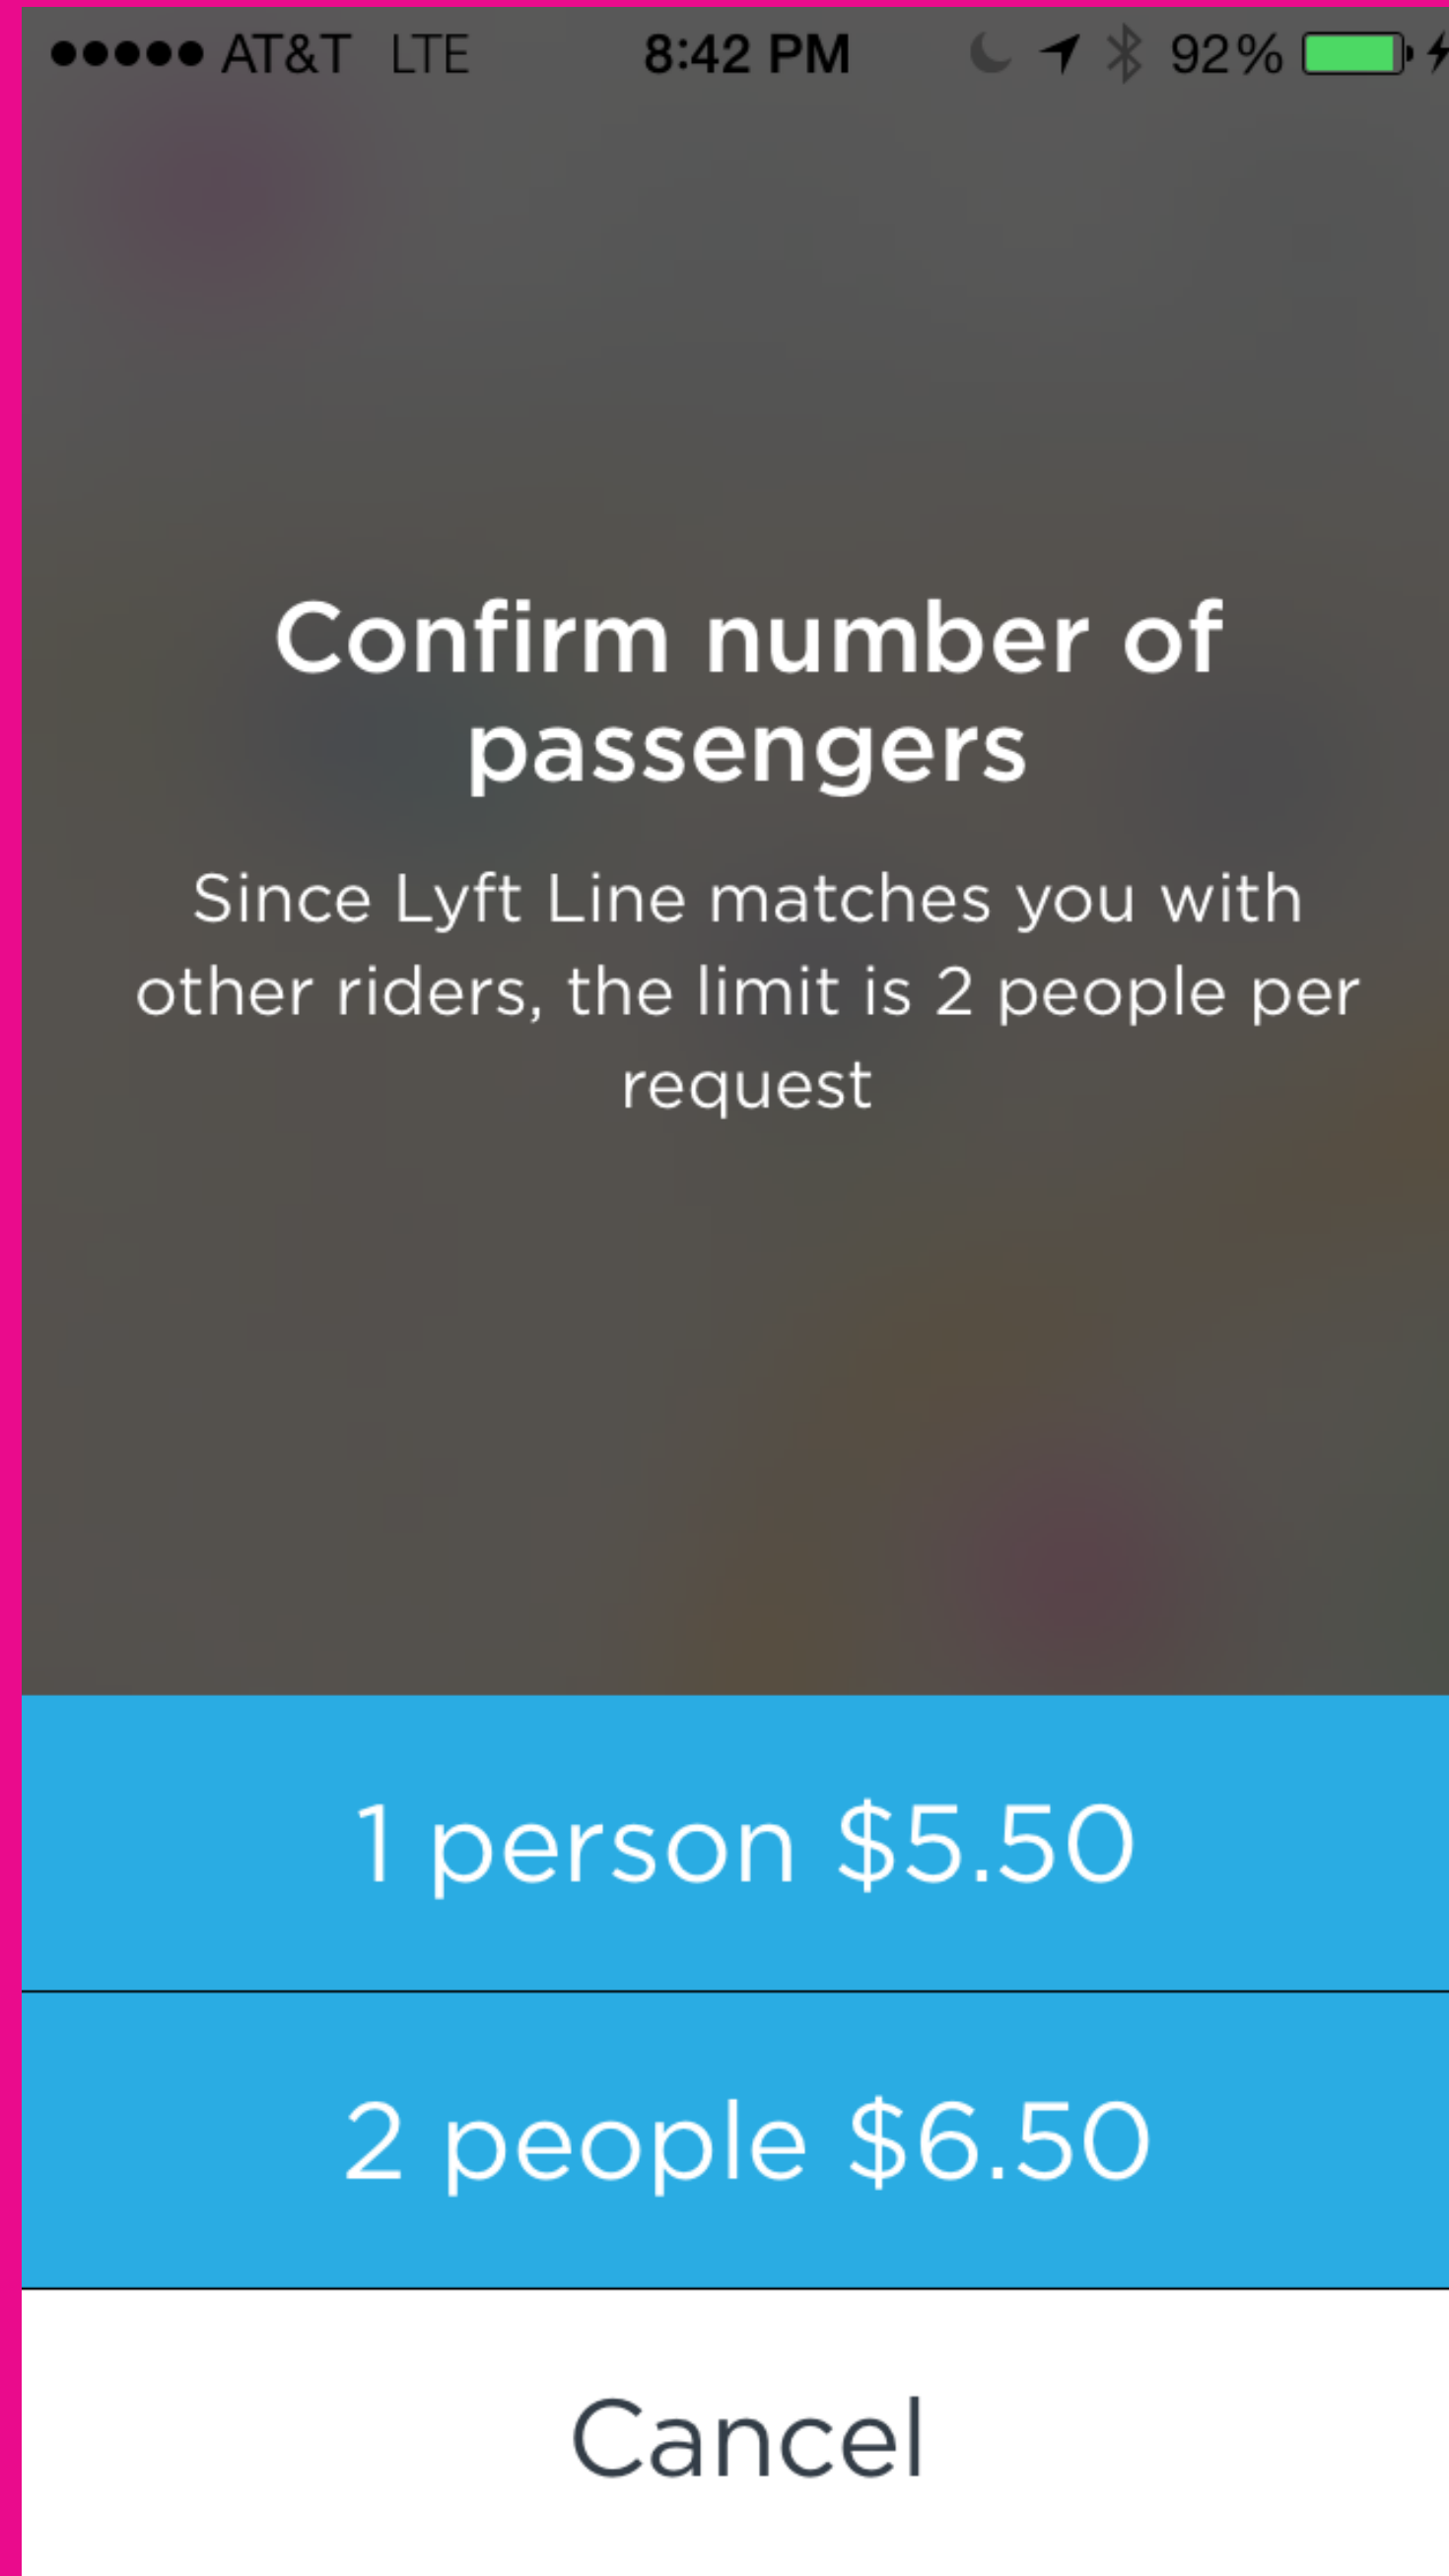 AT&T LTE 8:42 PM 92%
Confirm number of
passengers
Since Lyft Line matches you with
other riders, the limit is 2 people per
request
1 person $5.50
2 people $6.50
Cancel